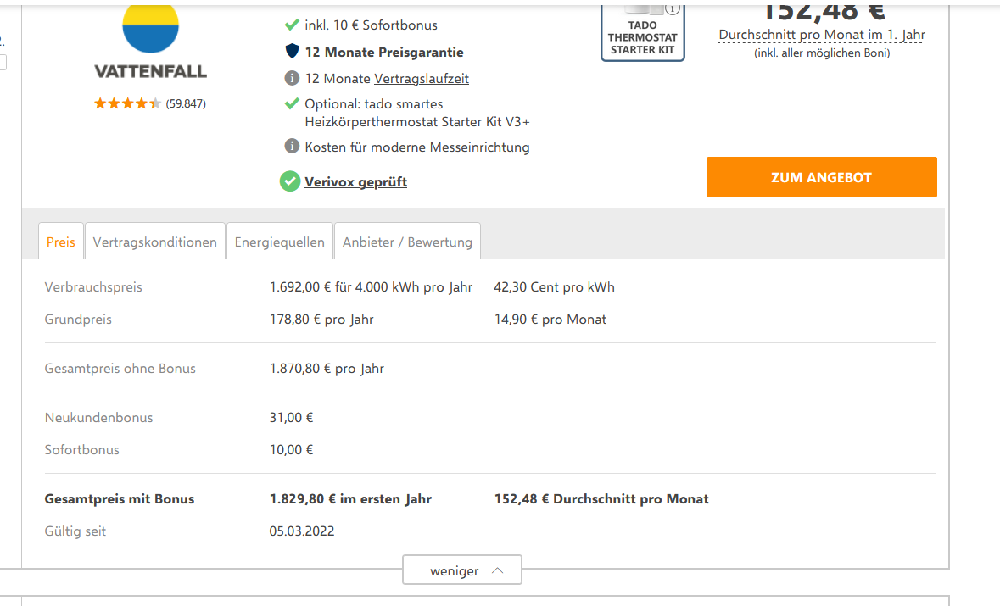 152,48 €
inkl. 10 € Sofortbonus
TADO
THERMOSTAT
STARTER KIT
Durchschnitt pro Monat im 1. Jahr
(inkl. aller möglichen Boni)
12 Monate Preisgarantie
VATTENFALL
12 Monate Vertragslaufzeit
(59.847)
Optional: tado smartes
Heizkörperthermostat Starter Kit V3+
Kosten für moderne Messeinrichtung
Verivox geprüft
ZUM ANGEBOT
Preis Vertragskonditionen Energiequellen Anbieter / Bewertung
Verbrauchspreis 1.692,00 € für 4.000 kWh pro Jahr 42,30 Cent pro kWh
Grundpreis 178,80 € pro Jahr 14,90 € pro Monat
Gesamtpreis ohne Bonus 1.870,80 € pro Jahr
Neukundenbonus 31,00 €
Sofortbonus 10,00 €
Gesamtpreis mit Bonus 1.829,80 € im ersten Jahr 152,48 € Durchschnitt pro Monat
Gültig seit 05.03.2022
weniger